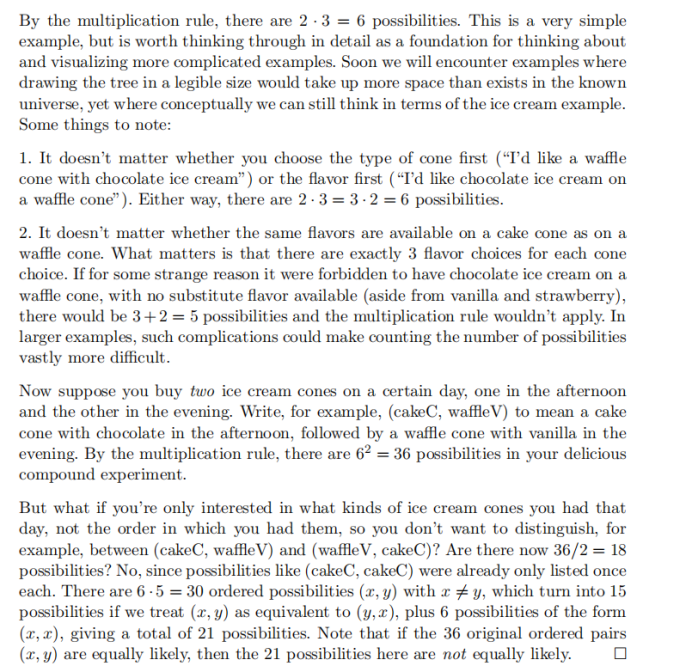 By the multiplication rule, there are 2 · 3 = 6 possibilities. This is a very simple
example, but is worth thinking through in detail as a foundation for thinking about
and visualizing more complicated examples. Soon we will encounter examples where
drawing the tree in a legible size would take up more space than exists in the known
universe, yet where conceptually we can still think in terms of the ice cream example.
Some things to note:
1. It doesn't matter whether you choose the type of cone first (“I'd like a waffle
cone with chocolate ice cream”) or the flavor first (“I'd like chocolate ice cream on
a waffle cone”). Either way, there are 2 · 3 = 3 · 2 = 6 possibilities.
2. It doesn't matter whether the same flavors are available on a cake cone as on a
waffle cone. What matters is that there are exactly 3 flavor choices for each cone
choice. If for some strange reason it were forbidden to have chocolate ice cream on a
waffle cone, with no substitute flavor available (aside from vanilla and strawberry),
there would be 3+2 = 5 possibilities and the multiplication rule wouldn't apply. In
larger examples, such complications could make counting the number of possibilities
vastly more difficult.
Now suppose you buy two ice cream cones on a certain day, one in the afternoon
and the other in the evening. Write, for example, (cakeC, waffleV) to mean a cake
cone with chocolate in the afternoon, followed by a waffle cone with vanilla in the
evening. By the multiplication rule, there are 6² = 36 possibilities in your delicious
compound experiment.
But what if you're only interested in what kinds of ice cream cones you had that
day, not the order in which you had them, so you don't want to distinguish, for
example, between (cakeC, waffleV) and (waffleV, cakeC)? Are there now 36/2 = 18
possibilities? No, since possibilities like (cakeC, cakeC) were already only listed once
each. There are 6 · 5 = 30 ordered possibilities (x, y) with x ≠ y, which turn into 15
possibilities if we treat (x, y) as equivalent to (y, x), plus 6 possibilities of the form
(x, x), giving a total of 21 possibilities. Note that if the 36 original ordered pairs
(x, y) are equally likely, then the 21 possibilities here are not equally likely. □